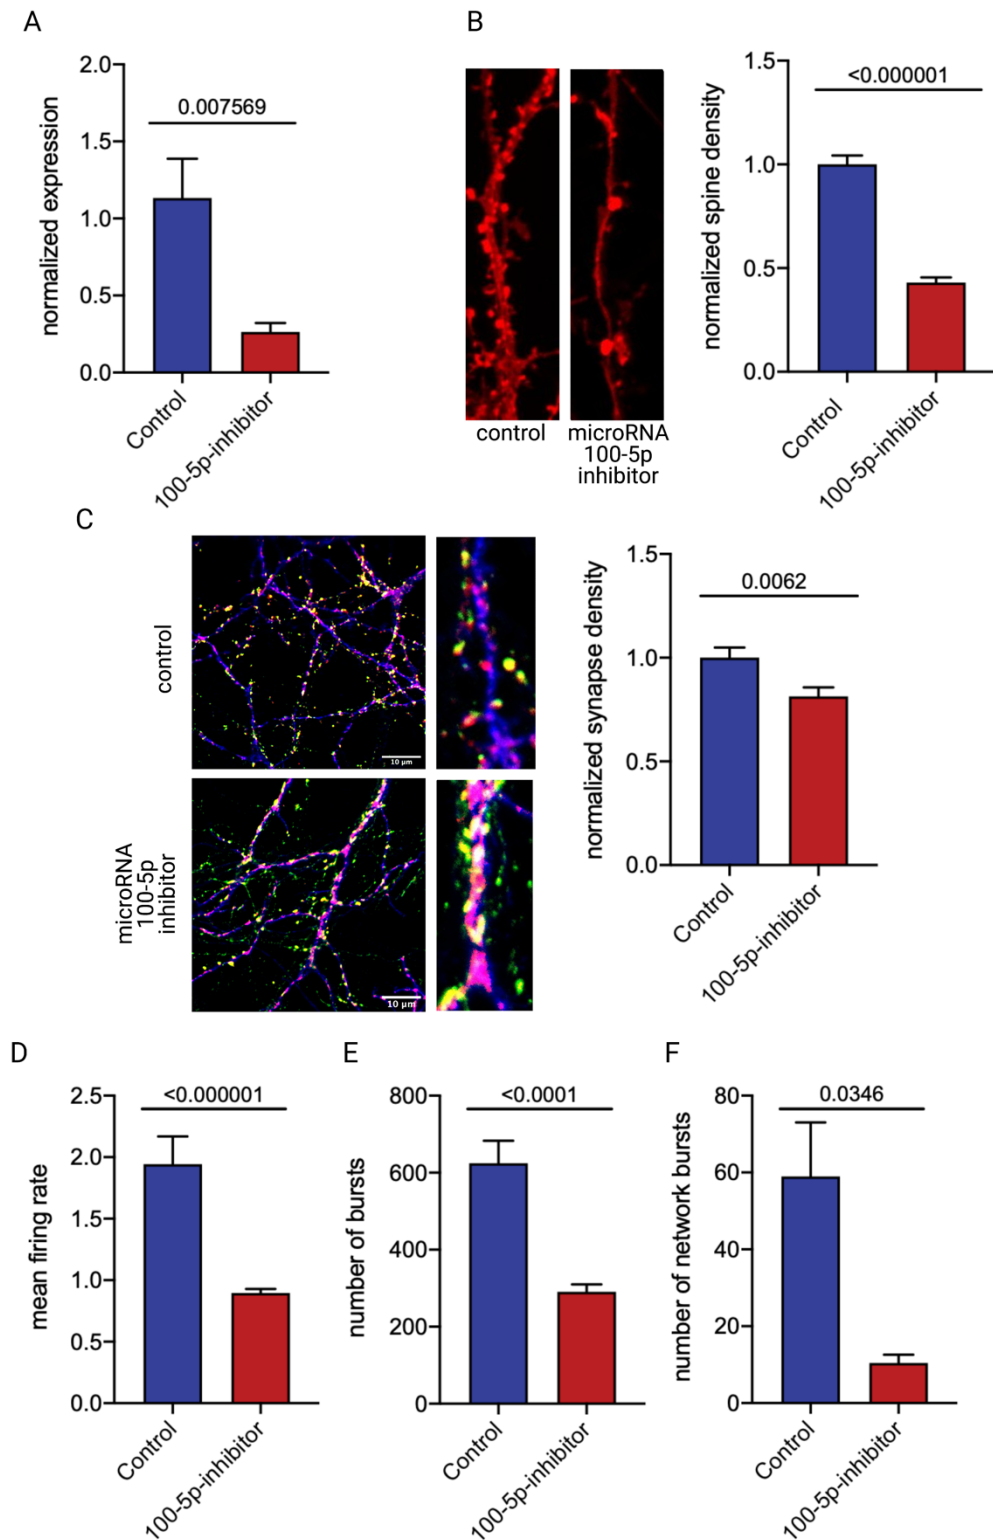 A
2.0
1.5
1.0
0.5
0.0
normalized expression
0.007569
Control
100-5p-inhibitor
B
control
microRNA
100-5p
inhibitor
1.5
1.0
0.5
0.0
normalized spine density
<0.000001
Control
100-5p-inhibitor
C
control
10 µm
microRNA
100-5p
inhibitor
10 µm
1.5
1.0
0.5
0.0
normalized synapse density
0.0062
Control
100-5p-inhibitor
D
2.5
2.0
1.5
1.0
0.5
0.0
mean firing rate
<0.000001
Control
100-5p-inhibitor
E
800
600
400
200
0
number of bursts
<0.0001
Control
100-5p-inhibitor
F
80
60
40
20
0
number of network bursts
0.0346
Control
100-5p-inhibitor